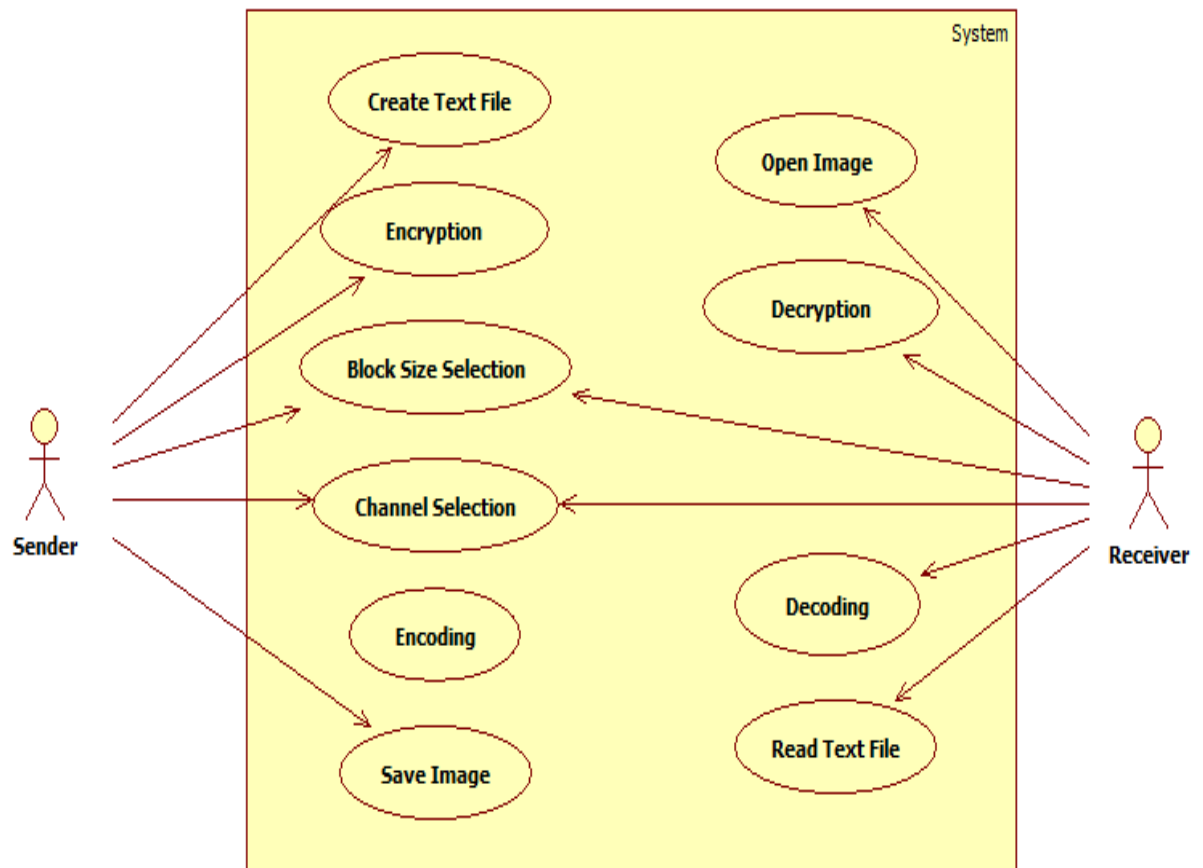 System
Create Text File
Open Image
Encryption
Decryption
Block Size Selection
Channel Selection
Sender
Receiver
Decoding
Encoding
Read Text File
Save Image